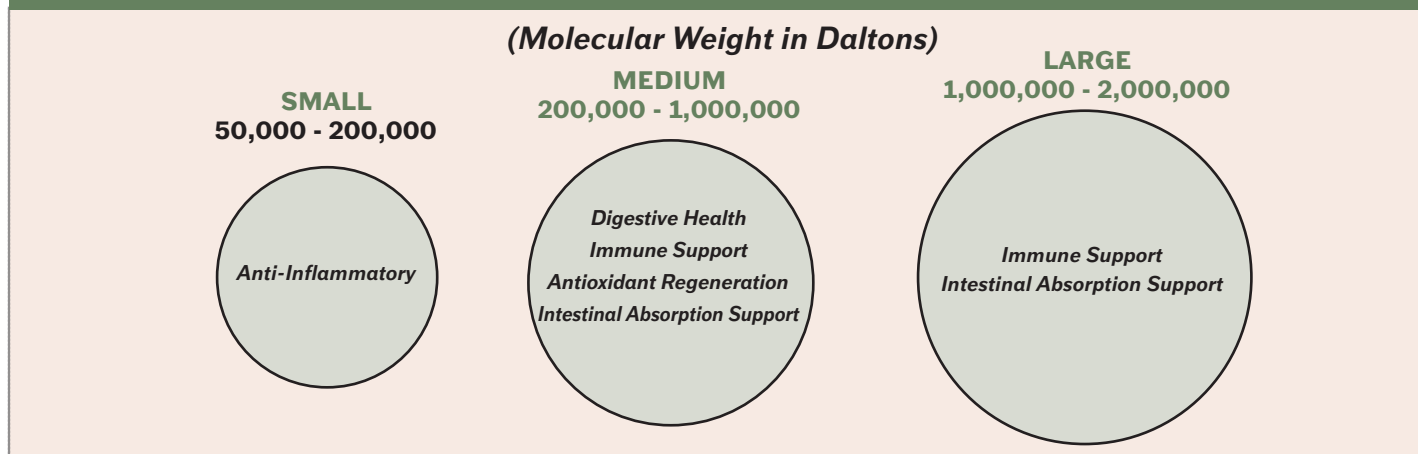 (Molecular Weight in Daltons)
SMALL
50,000 - 200,000
Anti-Inflammatory
MEDIUM
200,000 - 1,000,000
Digestive Health
Immune Support
Antioxidant Regeneration
Intestinal Absorption Support
LARGE
1,000,000 - 2,000,000
Immune Support
Intestinal Absorption Support